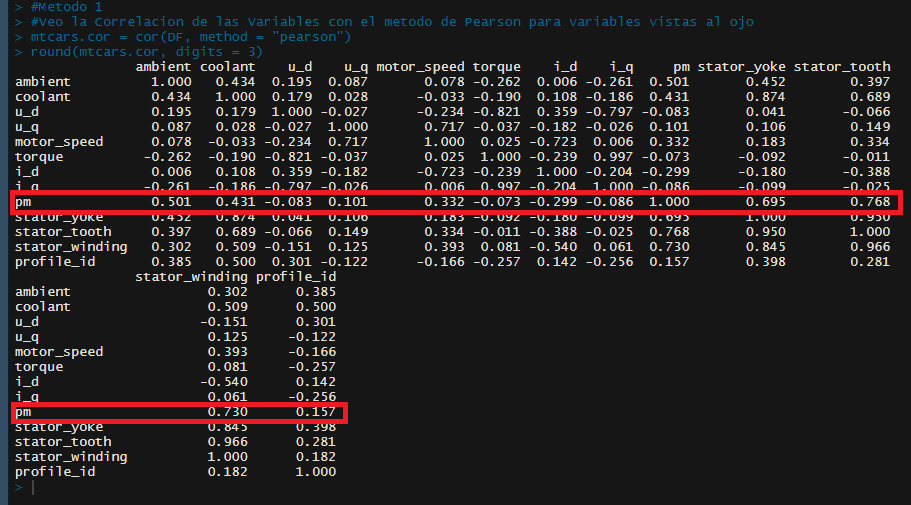 > #Metodo 1
> #Veo la Correlacion de las Variables con el metodo de Pearson para variables vistas al ojo
> mtcars.cor = cor(DF, method = "pearson")
> round(mtcars.cor, digits = 3)
ambient coolant u_d u_q motor_speed torque i_d i_q pm stator_yoke stator_tooth
ambient 1.000 0.434 0.195 0.087 0.078 -0.262 0.006 -0.261 0.501 0.452 0.397
coolant 0.434 1.000 0.179 0.028 -0.033 -0.190 0.108 -0.186 0.431 0.874 0.689
u_d 0.195 0.179 1.000 -0.027 -0.234 -0.821 0.359 -0.797 -0.083 0.041 -0.066
u_q 0.087 0.028 -0.027 1.000 0.717 -0.037 -0.182 -0.026 0.101 0.106 0.149
motor_speed 0.078 -0.033 -0.234 0.717 1.000 0.025 -0.723 0.006 0.332 0.183 0.334
torque -0.262 -0.190 -0.821 -0.037 0.025 1.000 -0.239 0.997 -0.073 -0.092 -0.011
i_d 0.006 0.108 0.359 -0.182 -0.723 -0.239 1.000 -0.204 -0.299 -0.180 -0.388
i_q -0.261 -0.186 -0.797 -0.026 0.006 0.997 -0.204 1.000 -0.086 -0.099 -0.025
pm 0.501 0.431 -0.083 0.101 0.332 -0.073 -0.299 -0.086 1.000 0.695 0.768
stator_yoke 0.452 0.874 0.041 0.106 0.183 -0.092 -0.180 -0.099 0.695 1.000 0.950
stator_tooth 0.397 0.689 -0.066 0.149 0.334 -0.011 -0.388 -0.025 0.768 0.950 1.000
stator_winding 0.302 0.509 -0.151 0.125 0.393 0.081 -0.540 0.061 0.730 0.845 0.966
profile_id 0.385 0.500 0.301 -0.122 -0.166 -0.257 0.142 -0.256 0.157 0.398 0.281
stator_winding profile_id
ambient 0.302 0.385
coolant 0.509 0.500
u_d -0.151 0.301
u_q 0.125 -0.122
motor_speed 0.393 -0.166
torque 0.081 -0.257
i_d -0.540 0.142
i_q 0.061 -0.256
pm 0.730 0.157
stator_yoke 0.845 0.398
stator_tooth 0.966 0.281
stator_winding 1.000 0.182
profile_id 0.182 1.000
>